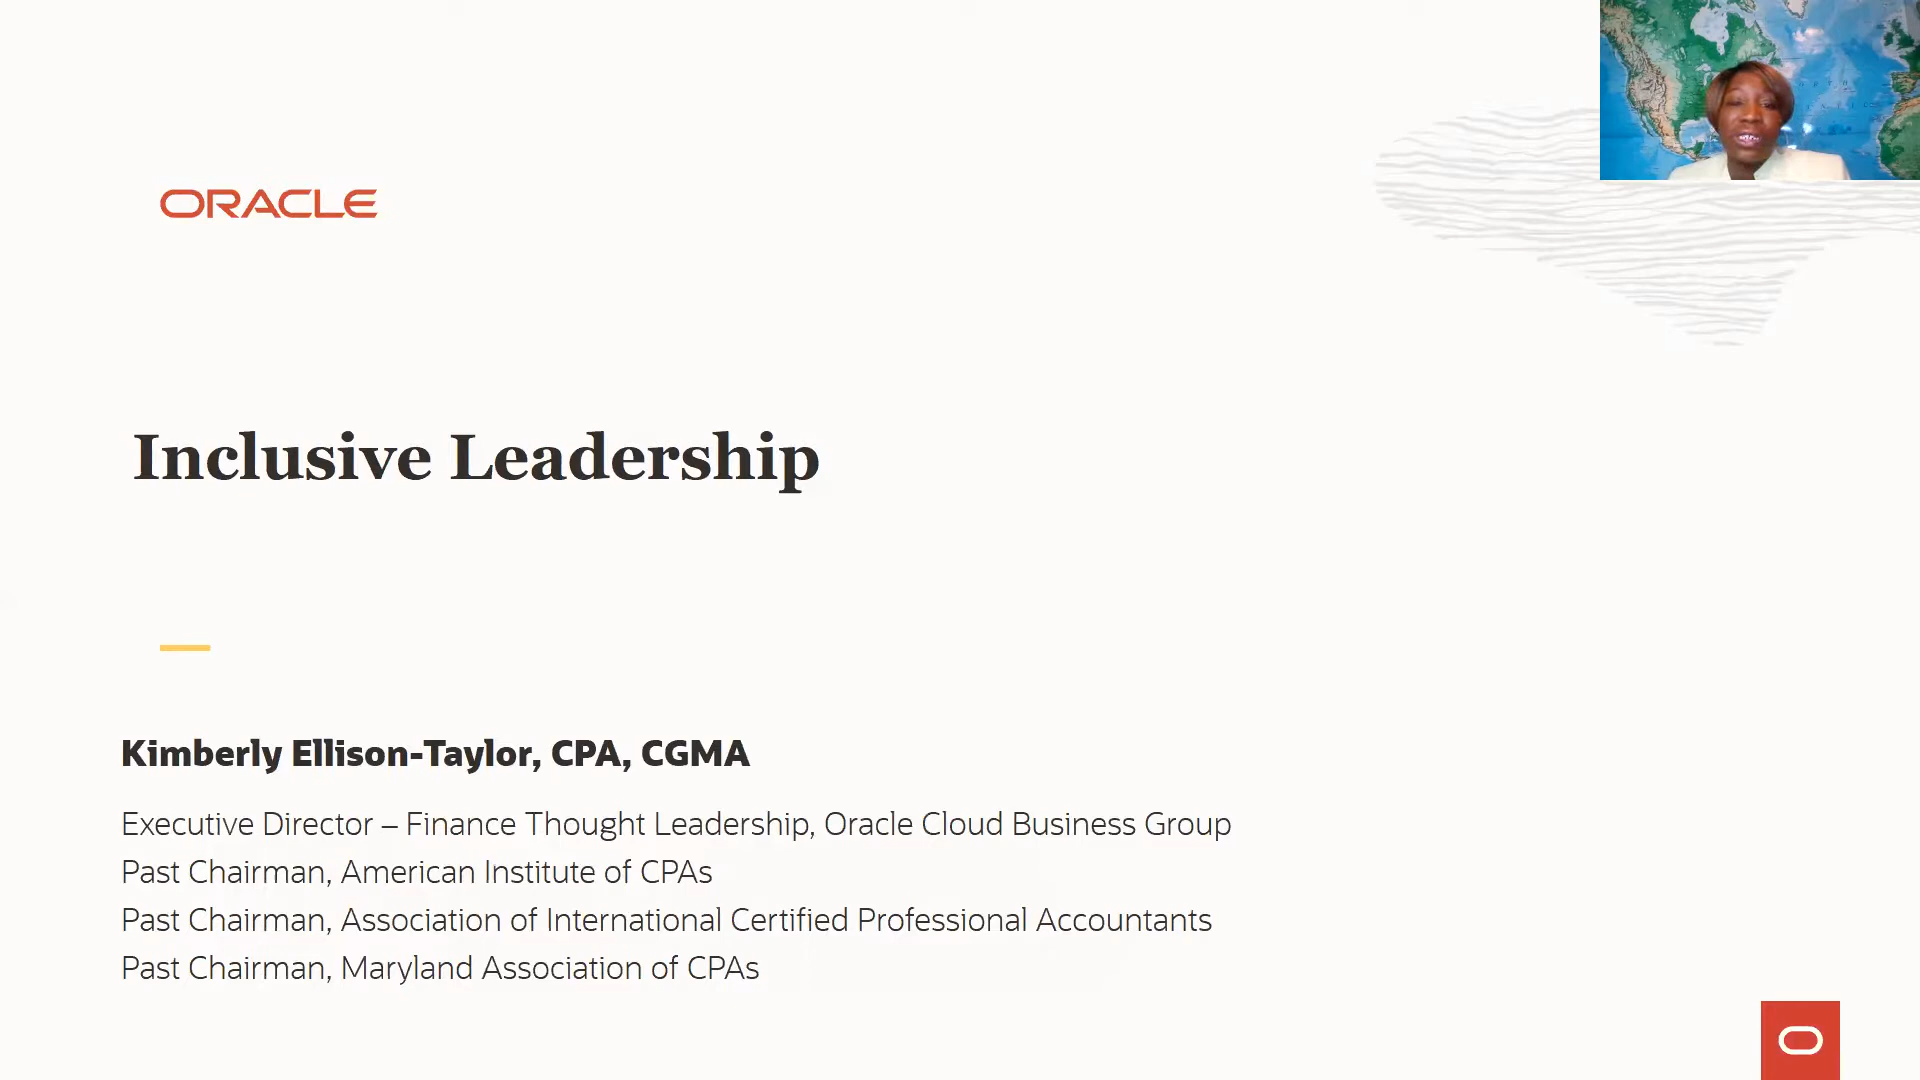 ORACLE
Inclusive Leadership
Kimberly Ellison-Taylor, CPA, CGMA
Executive Director – Finance Thought Leadership, Oracle Cloud Business Group
Past Chairman, American Institute of CPAs
Past Chairman, Association of International Certified Professional Accountants
Past Chairman, Maryland Association of CPAs